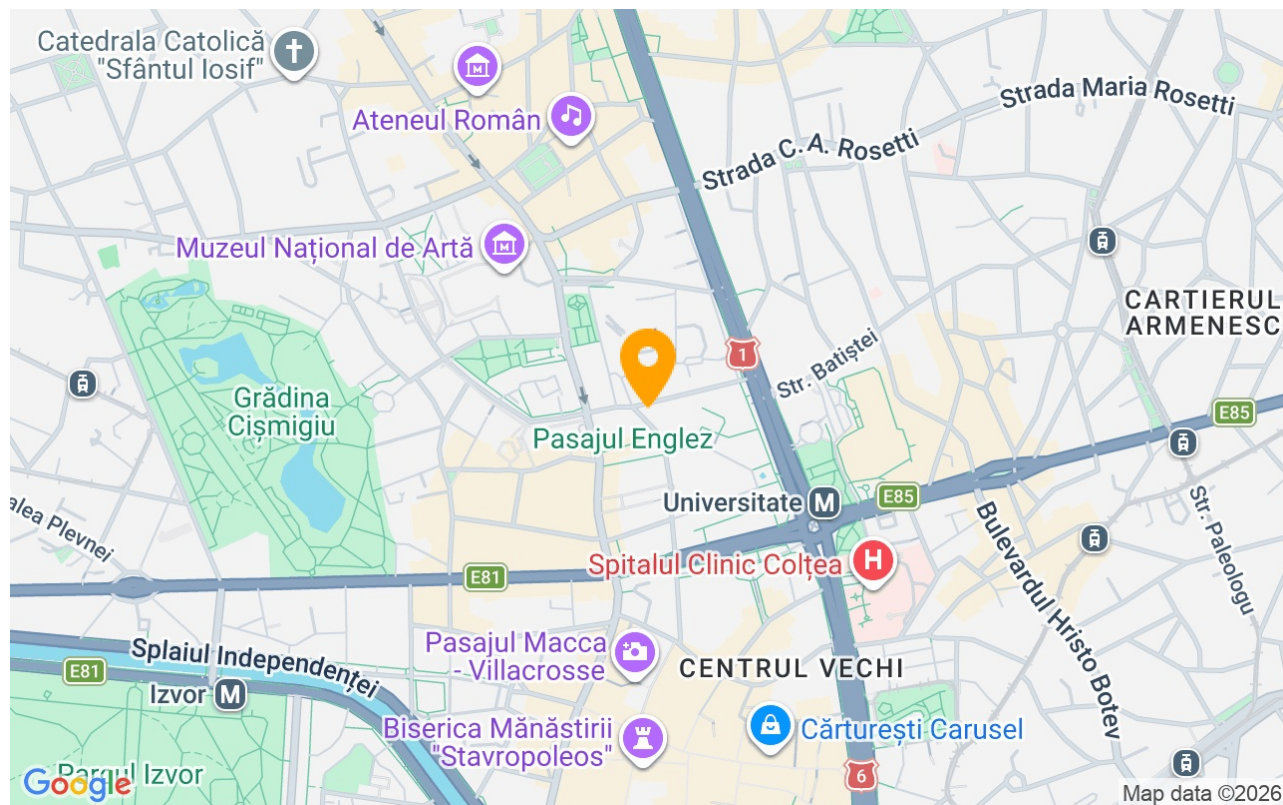 Catedrala Catolică
"Sfântul Iosif"
Ateneul Român
Strada Maria Rosetti
Strada C. A. Rosetti
Muzeul Național de Artă
CARTIERUL
ARMENESC
1
Str. Batiștei
Grădina
Cișmigiu
E85
Pasajul Englez
Universitate M
E85
alea Plevnei
Bulevardul Hristo Botev
Str. Paleologu
Spitalul Clinic Colțea H
E81
Pasajul Macca
- Villacrosse
Splaiul Independenței
CENTRUL VECHI
E81
Izvor M
Biserica Mănăstirii
"Stavropoleos"
Cărturești Carusel
Parcul Izvor
Google
6
Map data ©2026